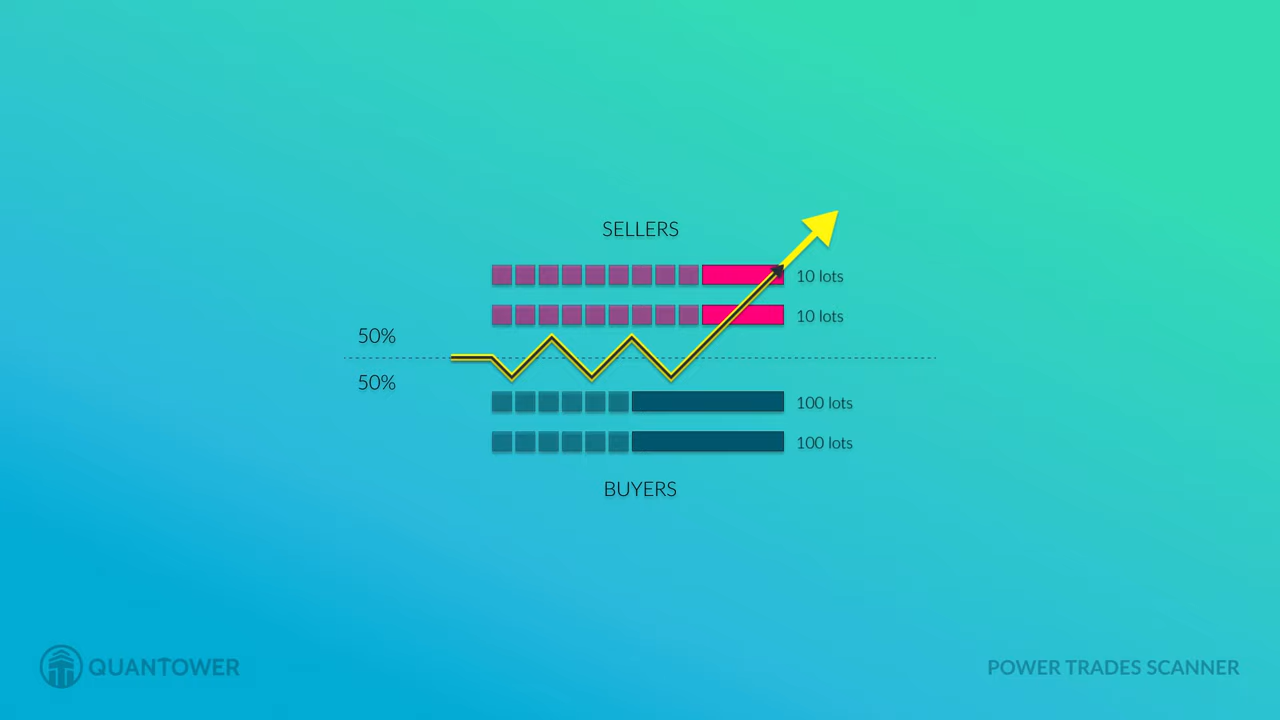 SELLERS
10 lots
10 lots
50%
50%
100 lots
100 lots
BUYERS
QUANTOWER
POWER TRADES SCANNER